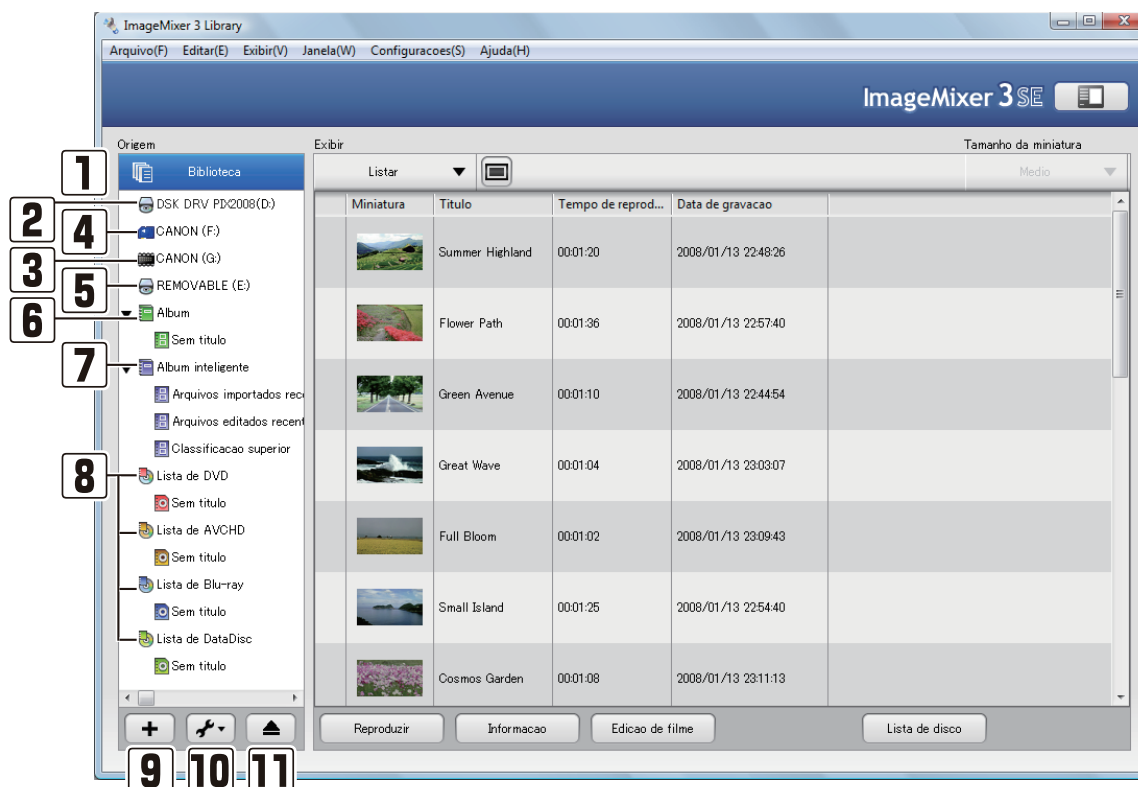 ImageMixer 3 Library
Arquivo(F) Editar(E) Exibir(V) Janela(W) Configuracoes(S) Ajuda(H)
ImageMixer 3 SE
Origem Exibir Tamanho da miniatura
1 Biblioteca Listar Medio
Miniatura Titulo Tempo de reprod... Data de gravacao
2 DSK DRV PIX2008(D:)
4 CANON (F:)
3 CANON (G:)
5 REMOVABLE (E:)
6 Album
Sem titulo
7 Album inteligente
Arquivos importados rec
Arquivos editados recent
Classificacao superior
8 Lista de DVD
Sem titulo
Lista de AVCHD
Sem titulo
Lista de Blu-ray
Sem titulo
Lista de DataDisc
Sem titulo
Summer Highland 00:01:20 2008/01/13 22:48:26
Flower Path 00:01:36 2008/01/13 22:57:40
Green Avenue 00:01:10 2008/01/13 22:44:54
Great Wave 00:01:04 2008/01/13 23:03:07
Full Bloom 00:01:02 2008/01/13 23:09:43
Small Island 00:01:25 2008/01/13 22:54:40
Cosmos Garden 00:01:08 2008/01/13 23:11:13
Reproduzir Informacao Edicao de filme Lista de disco
9 10 11